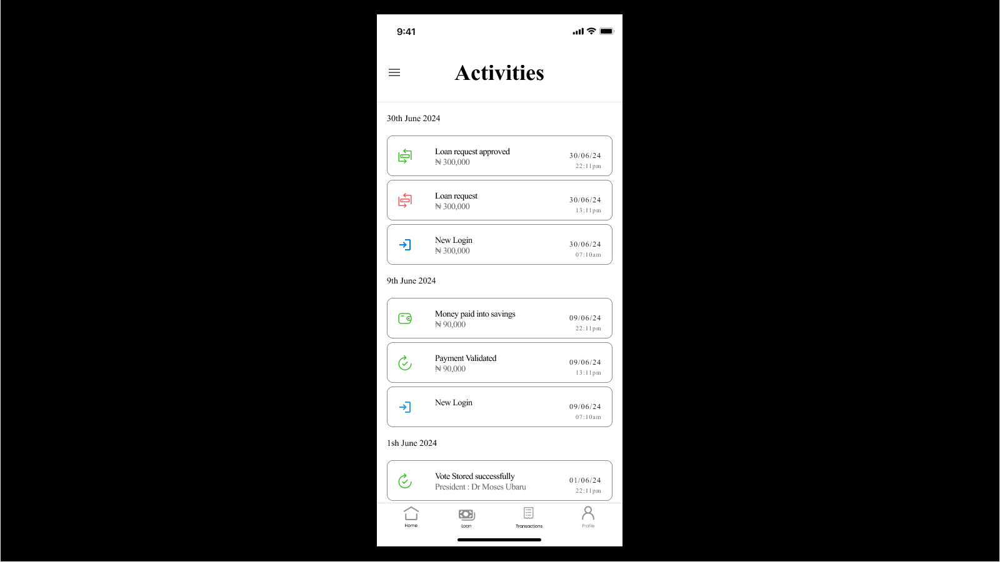 9:41
Activities
30th June 2024
Loan request approved
₦ 300,000
30/06/24
22:11pm
Loan request
₦ 300,000
30/06/24
13:11pm
New Login
₦ 300,000
30/06/24
07:10am
9th June 2024
Money paid into savings
₦ 90,000
09/06/24
22:11pm
Payment Validated
₦ 90,000
09/06/24
13:11pm
New Login
09/06/24
07:10am
1sh June 2024
Vote Stored successfully
President : Dr Moses Ubaru
01/06/24
22:11pm
Home
Loan
Transactions
Profile